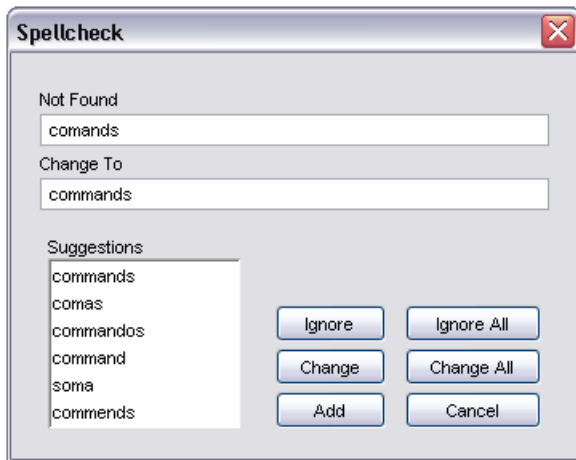 Spellcheck
Not Found
comands
Change To
commands
Suggestions
commands
comas
commandos
command
soma
commends
Ignore Ignore All
Change Change All
Add Cancel